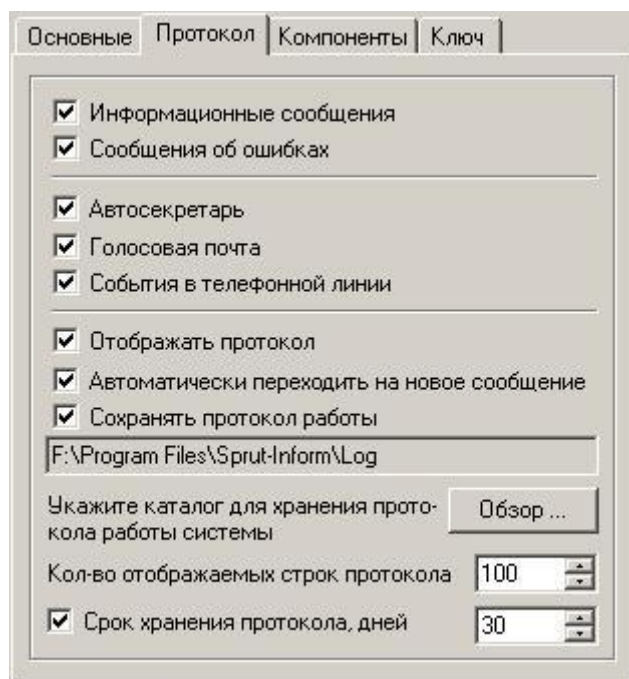 Основные Протокол Компоненты Ключ
Информационные сообщения
Сообщения об ошибках
Автосекретарь
Голосовая почта
События в телефонной линии
Отображать протокол
Автоматически переходить на новое сообщение
Сохранять протокол работы
F:\Program Files\Sprut-Inform\Log
Укажите каталог для хранения прото-
кола работы системы
Обзор ...
Кол-во отображаемых строк протокола 100
Срок хранения протокола, дней 30